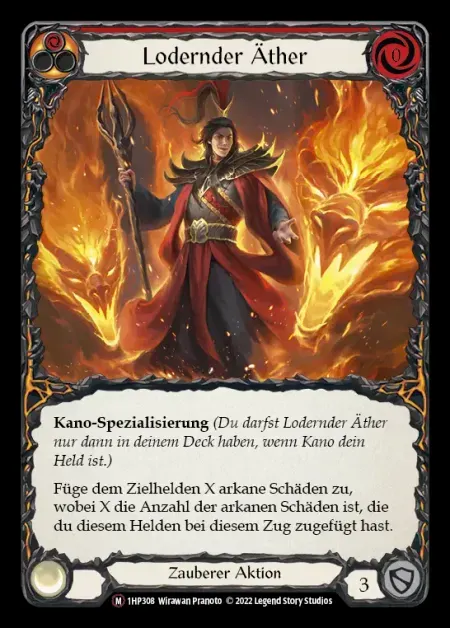 Lodernder Äther
0
Kano-Spezialisierung (Du darfst Lodernder Äther
nur dann in deinem Deck haben, wenn Kano dein
Held ist.)
Füge dem Zielhelden X arkane Schäden zu,
wobei X die Anzahl der arkanen Schäden ist, die
du diesem Helden bei diesem Zug zugefügt hast.
Zauberer Aktion
3
M 1HP308 Wirawan Pranoto © 2022 Legend Story Studios